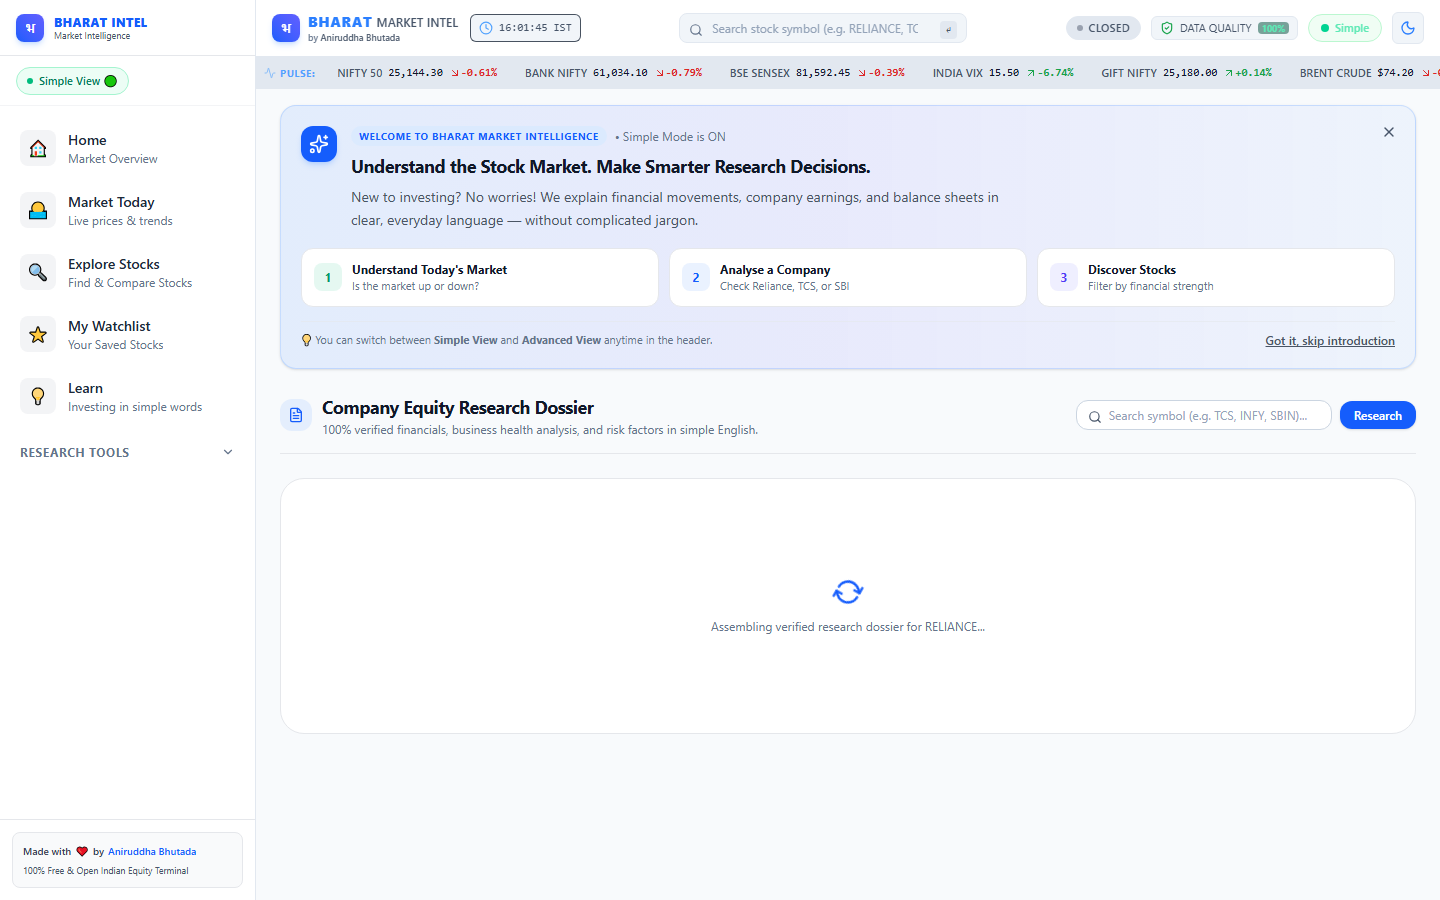 भ
BHARAT INTEL
Market Intelligence
Simple View
Home
Market Overview
Market Today
Live prices & trends
Explore Stocks
Find & Compare Stocks
My Watchlist
Your Saved Stocks
Learn
Investing in simple words
RESEARCH TOOLS
Made with ❤️ by Aniruddha Bhutada
100% Free & Open Indian Equity Terminal
भ
BHARAT MARKET INTEL
by Aniruddha Bhutada
16:01:45 IST
Search stock symbol (e.g. RELIANCE, TC
CLOSED
DATA QUALITY 100%
Simple
PULSE: NIFTY 50 25,144.30 ↘-0.61% BANK NIFTY 61,034.10 ↘-0.79% BSE SENSEX 81,592.45 ↘-0.39% INDIA VIX 15.50 ↗-6.74% GIFT NIFTY 25,180.00 ↗+0.14% BRENT CRUDE $74.20 ↘
WELCOME TO BHARAT MARKET INTELLIGENCE • Simple Mode is ON
Understand the Stock Market. Make Smarter Research Decisions.
New to investing? No worries! We explain financial movements, company earnings, and balance sheets in
clear, everyday language — without complicated jargon.
1
Understand Today's Market
Is the market up or down?
2
Analyse a Company
Check Reliance, TCS, or SBI
3
Discover Stocks
Filter by financial strength
You can switch between Simple View and Advanced View anytime in the header.
Got it, skip introduction
Company Equity Research Dossier
100% verified financials, business health analysis, and risk factors in simple English.
Search symbol (e.g. TCS, INFY, SBIN)...
Research
Assembling verified research dossier for RELIANCE...